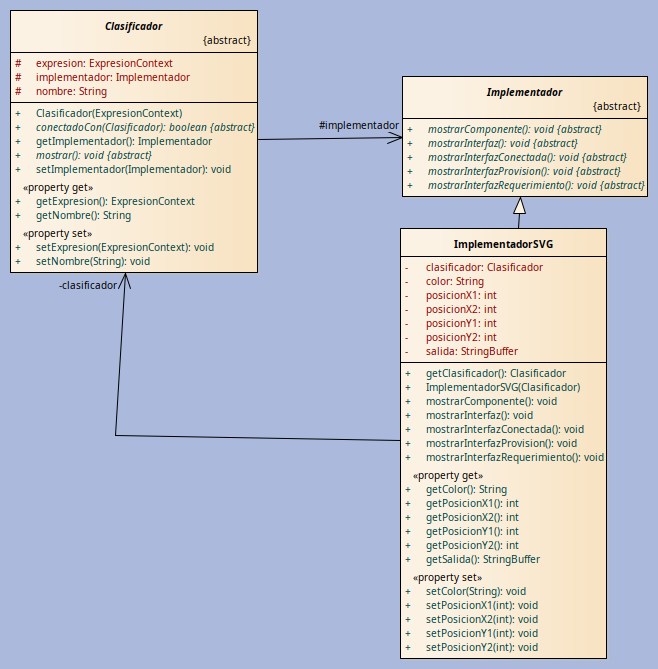 Clasificador
{abstract}
# expresion: ExpresionContext
# implementador: Implementador
# nombre: String
+ Clasificador(ExpresionContext)
+ conectadoCon(Clasificador): boolean {abstract}
+ getImplementador(): Implementador
+ mostrar(): void {abstract}
+ setImplementador(Implementador): void
«property get»
+ getExpresion(): ExpresionContext
+ getNombre(): String
«property set»
+ setExpresion(ExpresionContext): void
+ setNombre(String): void
#implementador
Implementador
{abstract}
+ mostrarComponente(): void {abstract}
+ mostrarInterfaz(): void {abstract}
+ mostrarInterfazConectada(): void {abstract}
+ mostrarInterfazProvision(): void {abstract}
+ mostrarInterfazRequerimiento(): void {abstract}
-clasificador
ImplementadorSVG
- clasificador: Clasificador
- color: String
- posicionX1: int
- posicionX2: int
- posicionY1: int
- posicionY2: int
- salida: StringBuffer
+ getClasificador(): Clasificador
+ ImplementadorSVG(Clasificador)
+ mostrarComponente(): void
+ mostrarInterfaz(): void
+ mostrarInterfazConectada(): void
+ mostrarInterfazProvision(): void
+ mostrarInterfazRequerimiento(): void
«property get»
+ getColor(): String
+ getPosicionX1(): int
+ getPosicionX2(): int
+ getPosicionY1(): int
+ getPosicionY2(): int
+ getSalida(): StringBuffer
«property set»
+ setColor(String): void
+ setPosicionX1(int): void
+ setPosicionX2(int): void
+ setPosicionY1(int): void
+ setPosicionY2(int): void